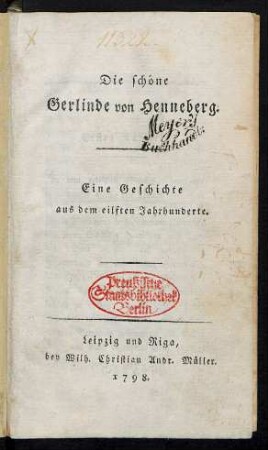 11322.
Die schöne
Gerlinde von Henneberg.
Meyers
Buchhandl.
Eine Geschichte
aus dem eilften Jahrhunderte.
Preußische
Staatsbibliothek
Berlin
Leipzig und Riga,
bey Wilh. Christian Andr. Müller.
1798.